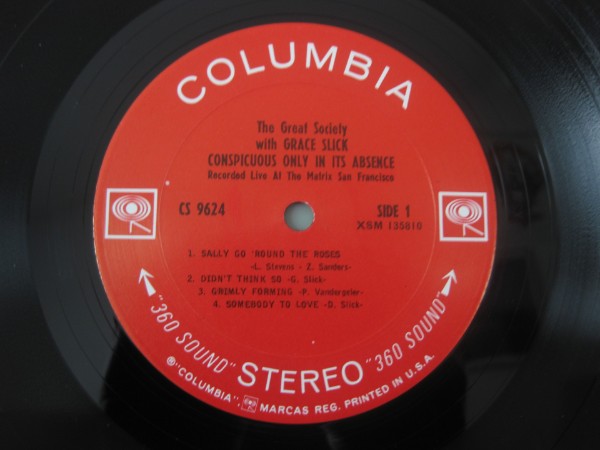 COLUMBIA
The Great Society
with GRACE SLICK
CONSPICUOUS ONLY IN ITS ABSENCE
Recorded Live At The Matrix San Francisco
CS 9624
SIDE 1
XSM 135810
1. SALLY GO 'ROUND THE ROSES
-L. Stevens - Z. Sanders-
2. DIDN'T THINK SO -G. Slick-
3. GRIMLY FORMING -P. Vandergelder-
4. SOMEBODY TO LOVE -D. Slick-
"360 SOUND" STEREO "360 SOUND"
® "COLUMBIA", MARCAS REG. PRINTED IN U.S.A.